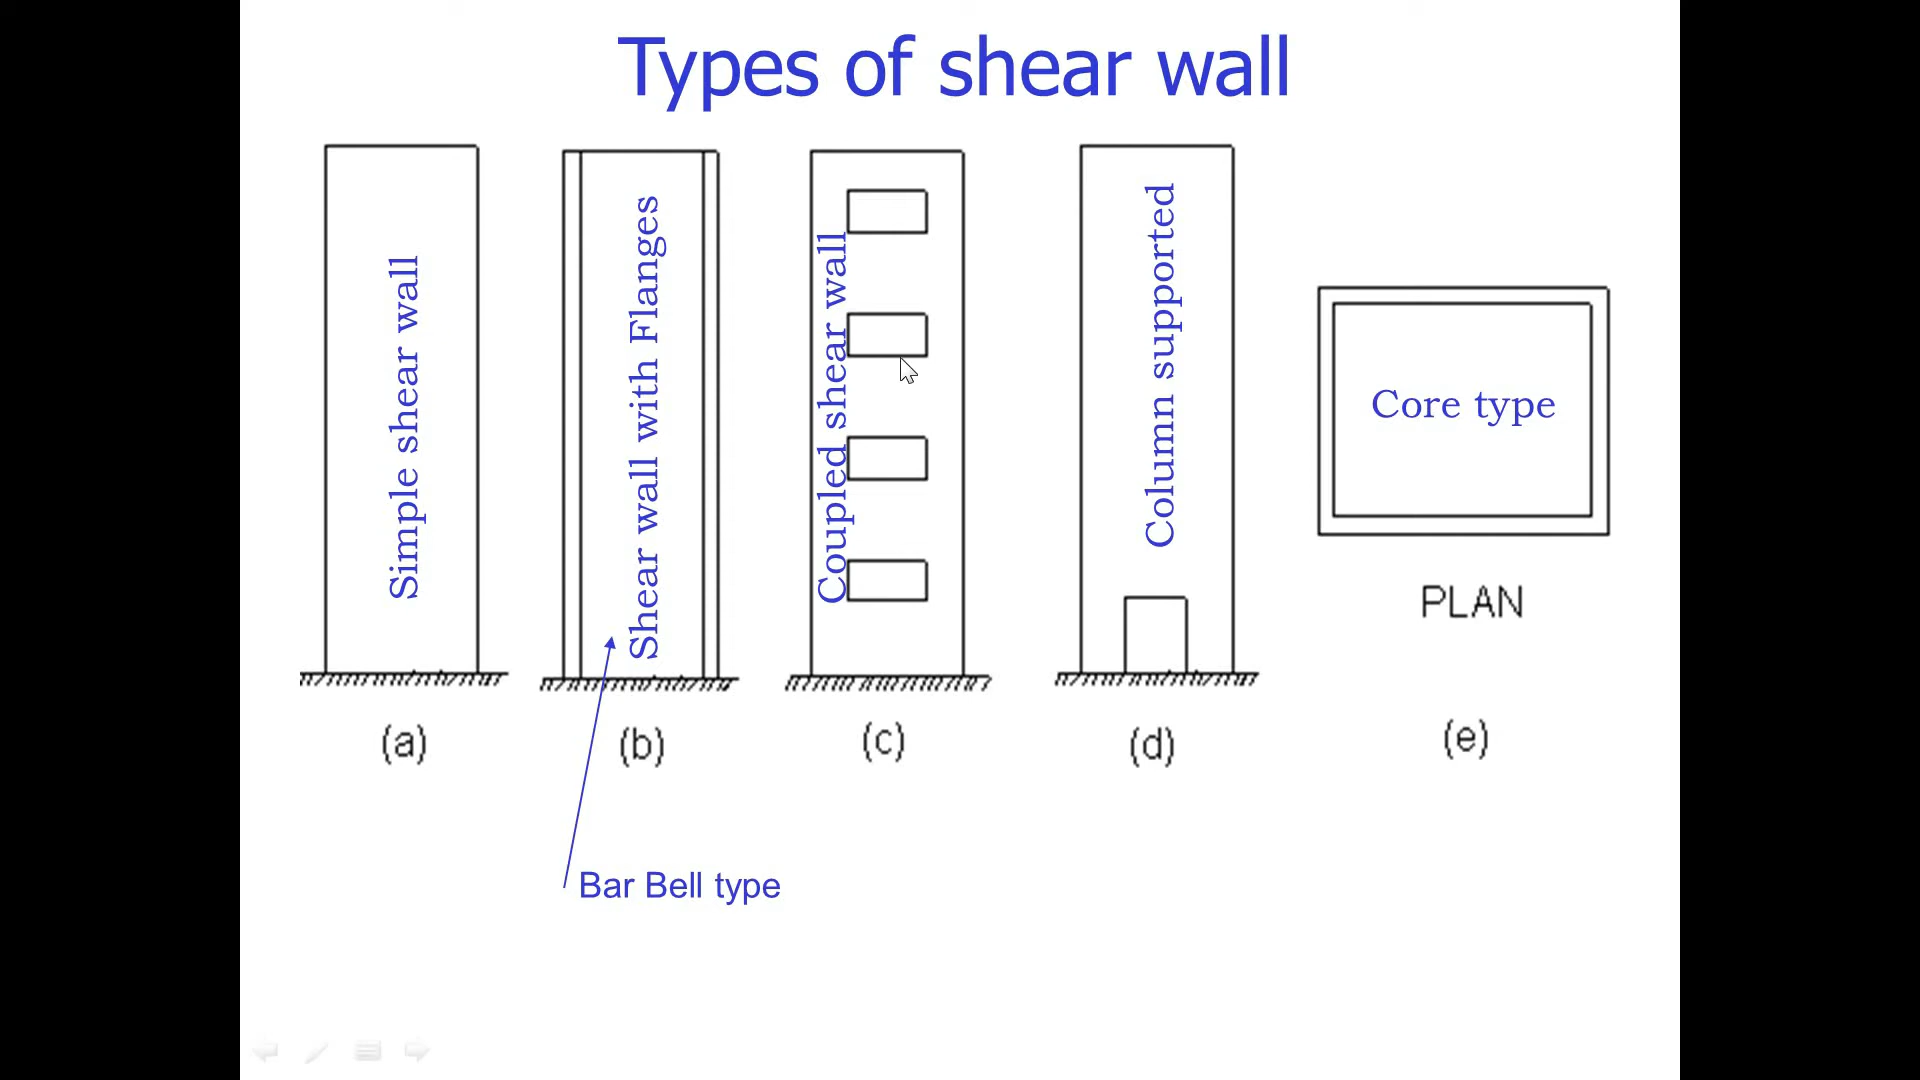 Types of shear wall
Simple shear wall
Shear wall with Flanges
Coupled shear wall
Column supported
Core type
PLAN
(a)
(b)
(c)
(d)
(e)
Bar Bell type